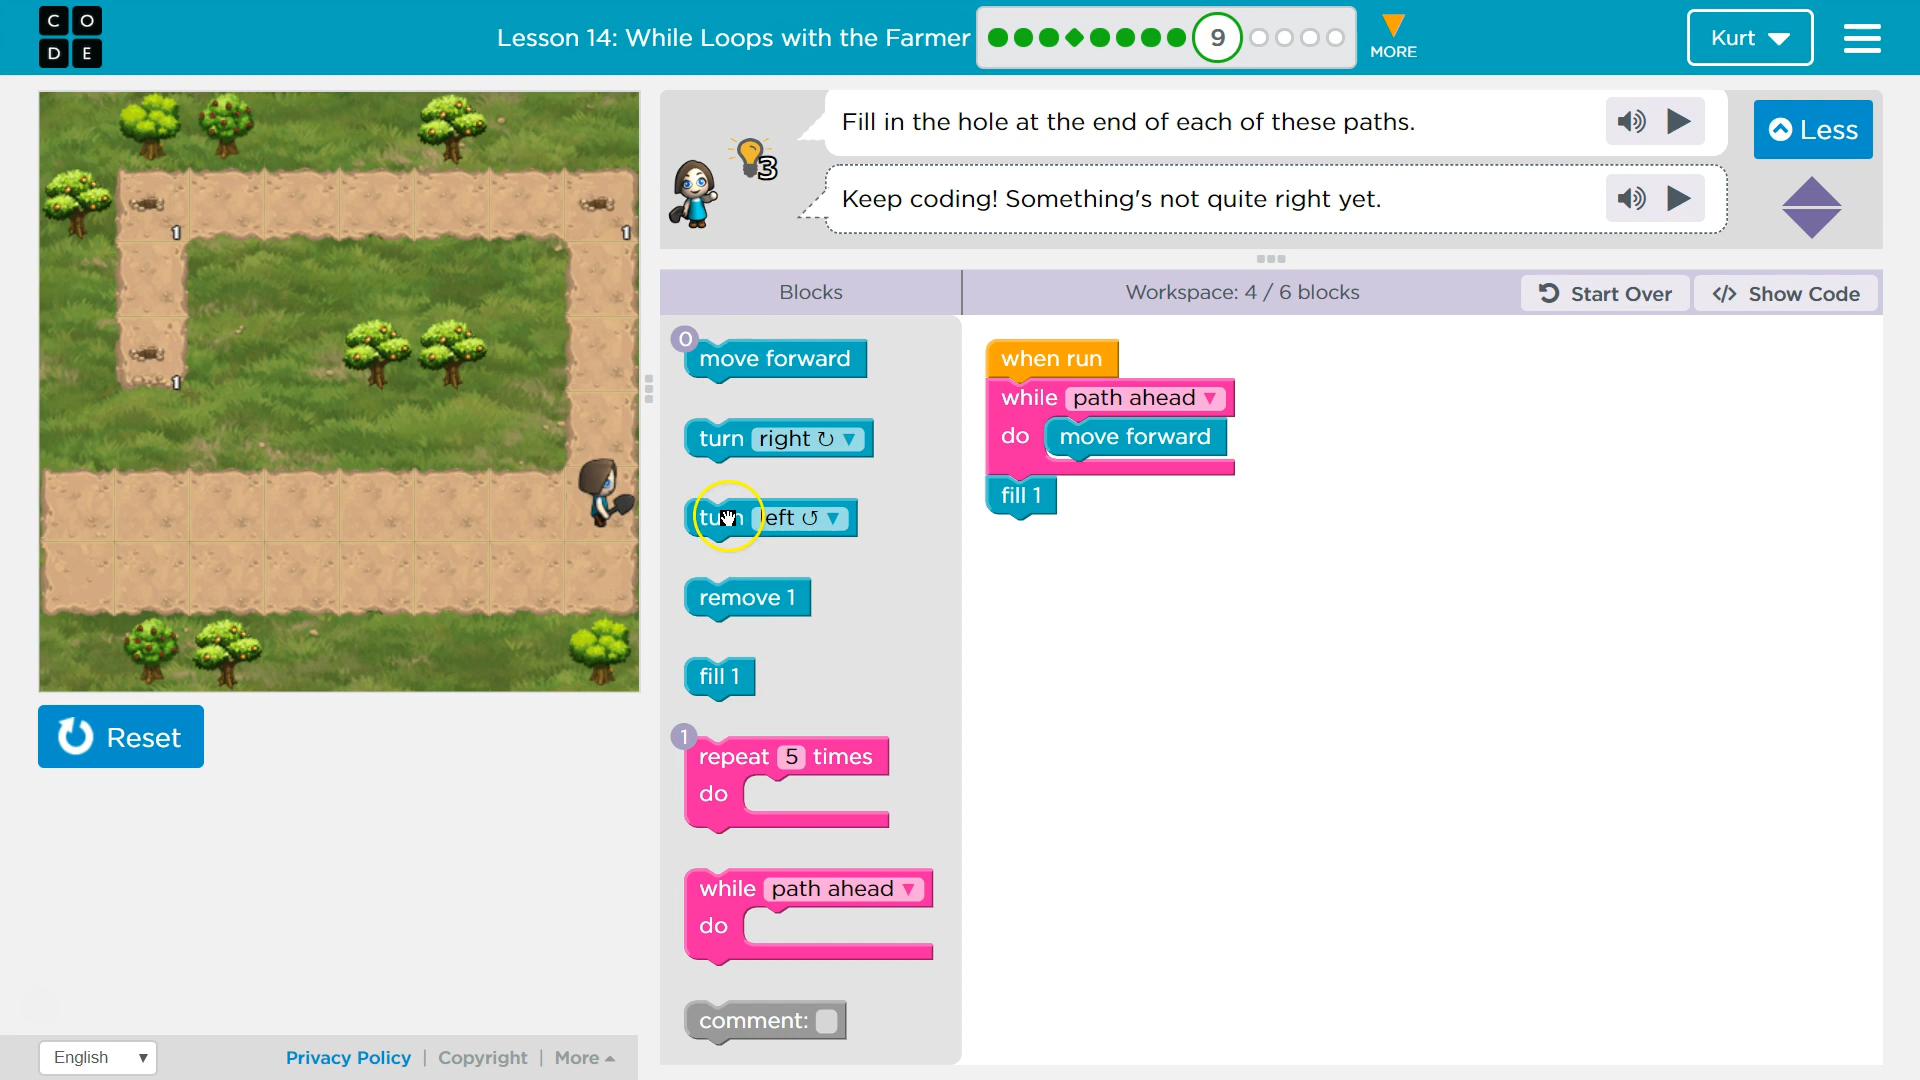 C O
D E
Lesson 14: While Loops with the Farmer
9
MORE
Kurt
3
Fill in the hole at the end of each of these paths.
Keep coding! Something's not quite right yet.
Less
1
1
1
Reset
Blocks
Workspace: 4 / 6 blocks
Start Over
</> Show Code
0
move forward
turn right ↻ ▼
turn left ↺ ▼
remove 1
fill 1
1
repeat 5 times
do
while path ahead ▼
do
comment:
when run
while path ahead ▼
do move forward
fill 1
English ▼
Privacy Policy | Copyright | More